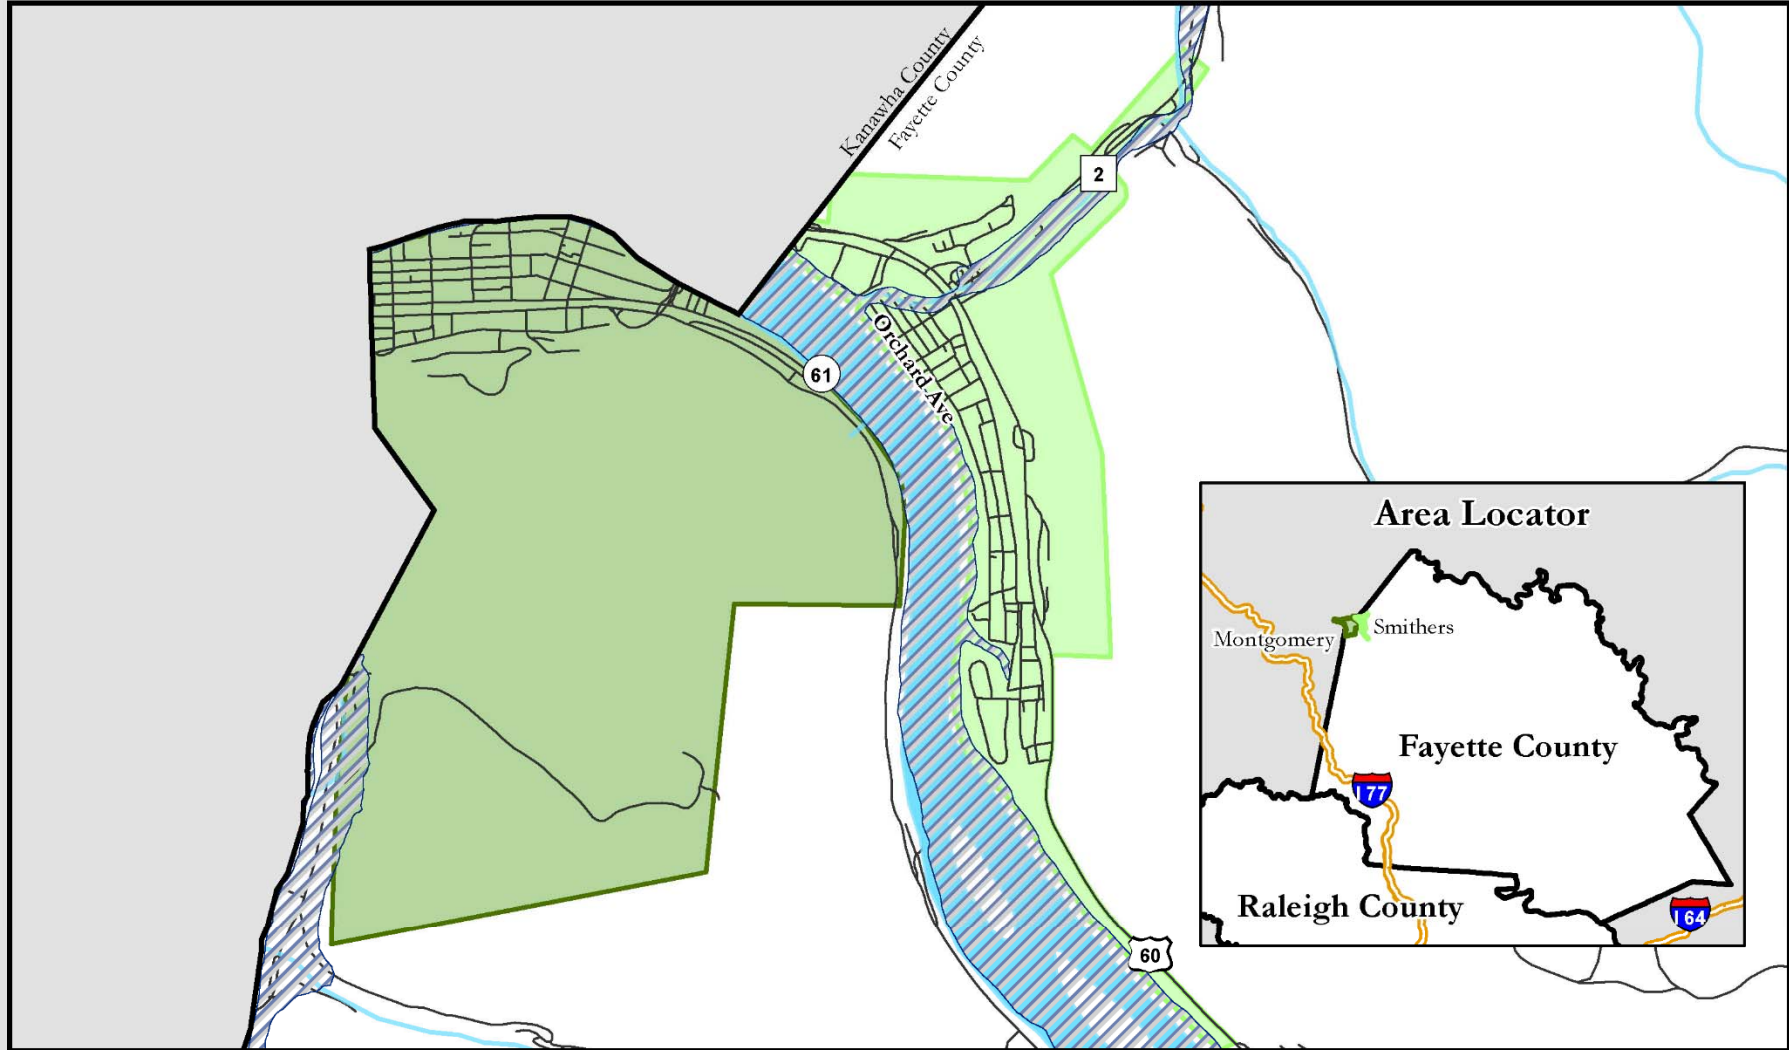 Kanawha County
Fayette County
2
61
Orchard Ave
60
Area Locator
Montgomery
Smithers
Fayette County
I 77
Raleigh County
I 64